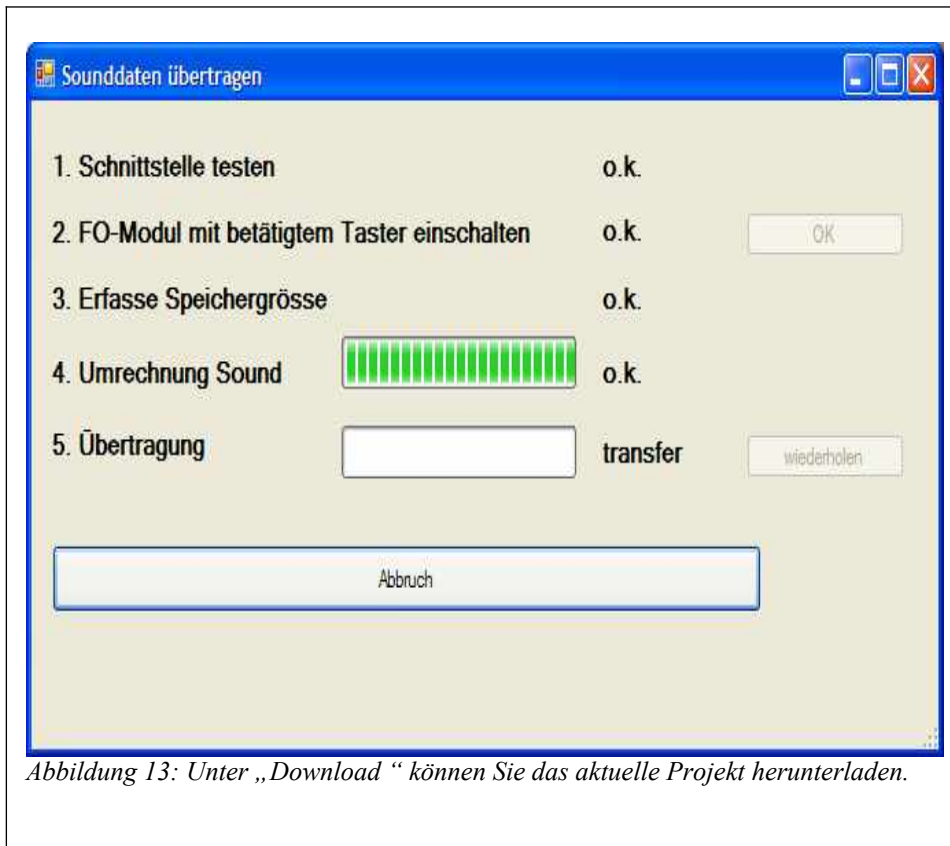 Sounddaten übertragen
1. Schnittstelle testen o.k.
2. FO-Modul mit betätigtem Taster einschalten o.k. OK
3. Erfasse Speichergrösse o.k.
4. Umrechnung Sound o.k.
5. Übertragung transfer wiederholen
Abbruch
Abbildung 13: Unter „Download “ können Sie das aktuelle Projekt herunterladen.